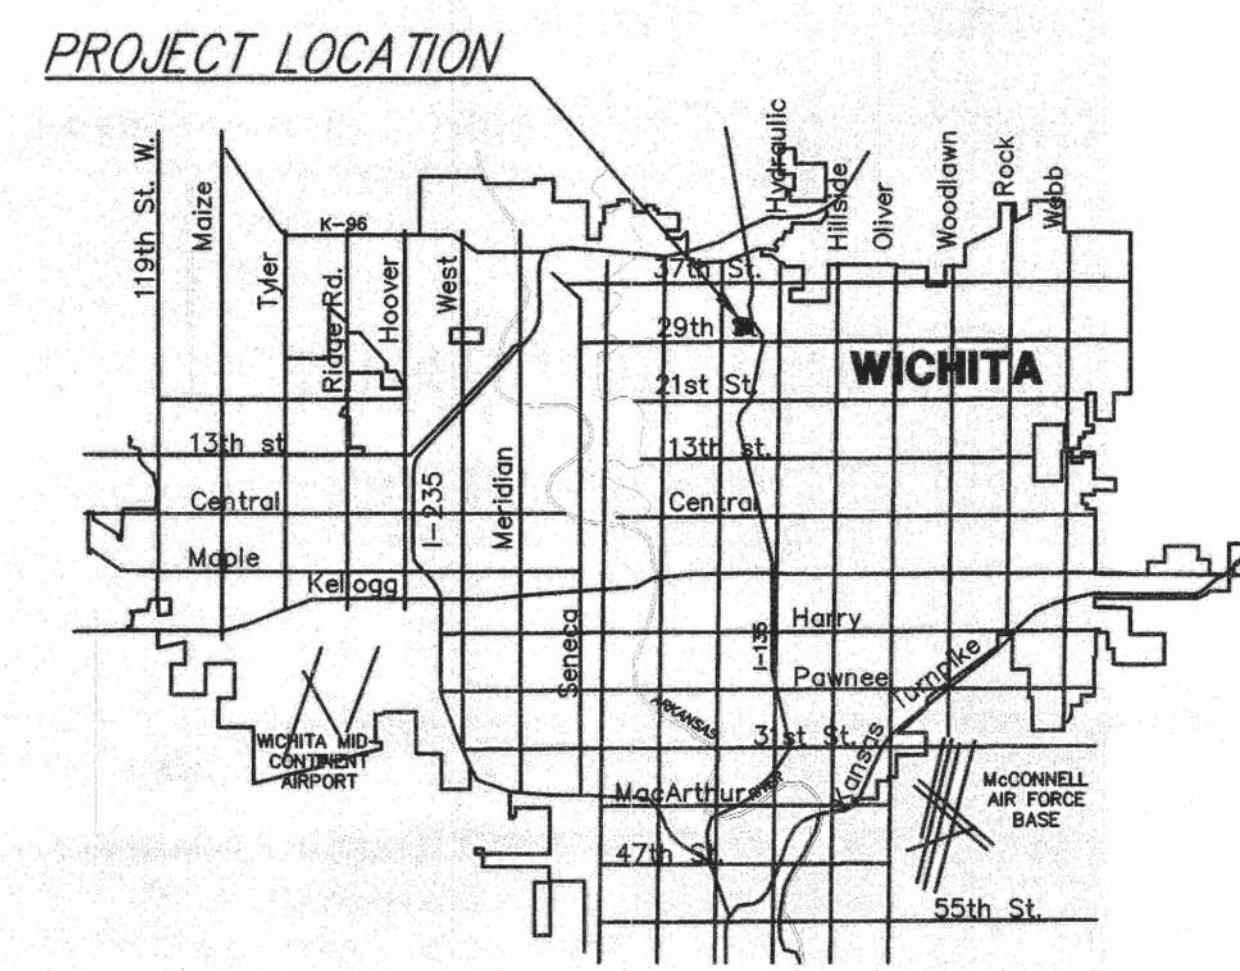 PROJECT LOCATION
119th St. W.
Maize
Tyler
K-96
Ridge Rd.
Hoover
West
Hydraulic
Hillside
Oliver
Woodlawn
Rock
Webb
37th St.
29th St.
WICHITA
21st St.
13th st
13th st.
Central
Central
I-235
Meridian
Maple
Kellogg
Seneca
I-135
Harry
Pawnee
Kansas Turnpike
ARKANSAS RIVER
31st St.
WICHITA MID-
CONTINENT
AIRPORT
MacArthur
McCONNELL
AIR FORCE
BASE
47th St.
55th St.